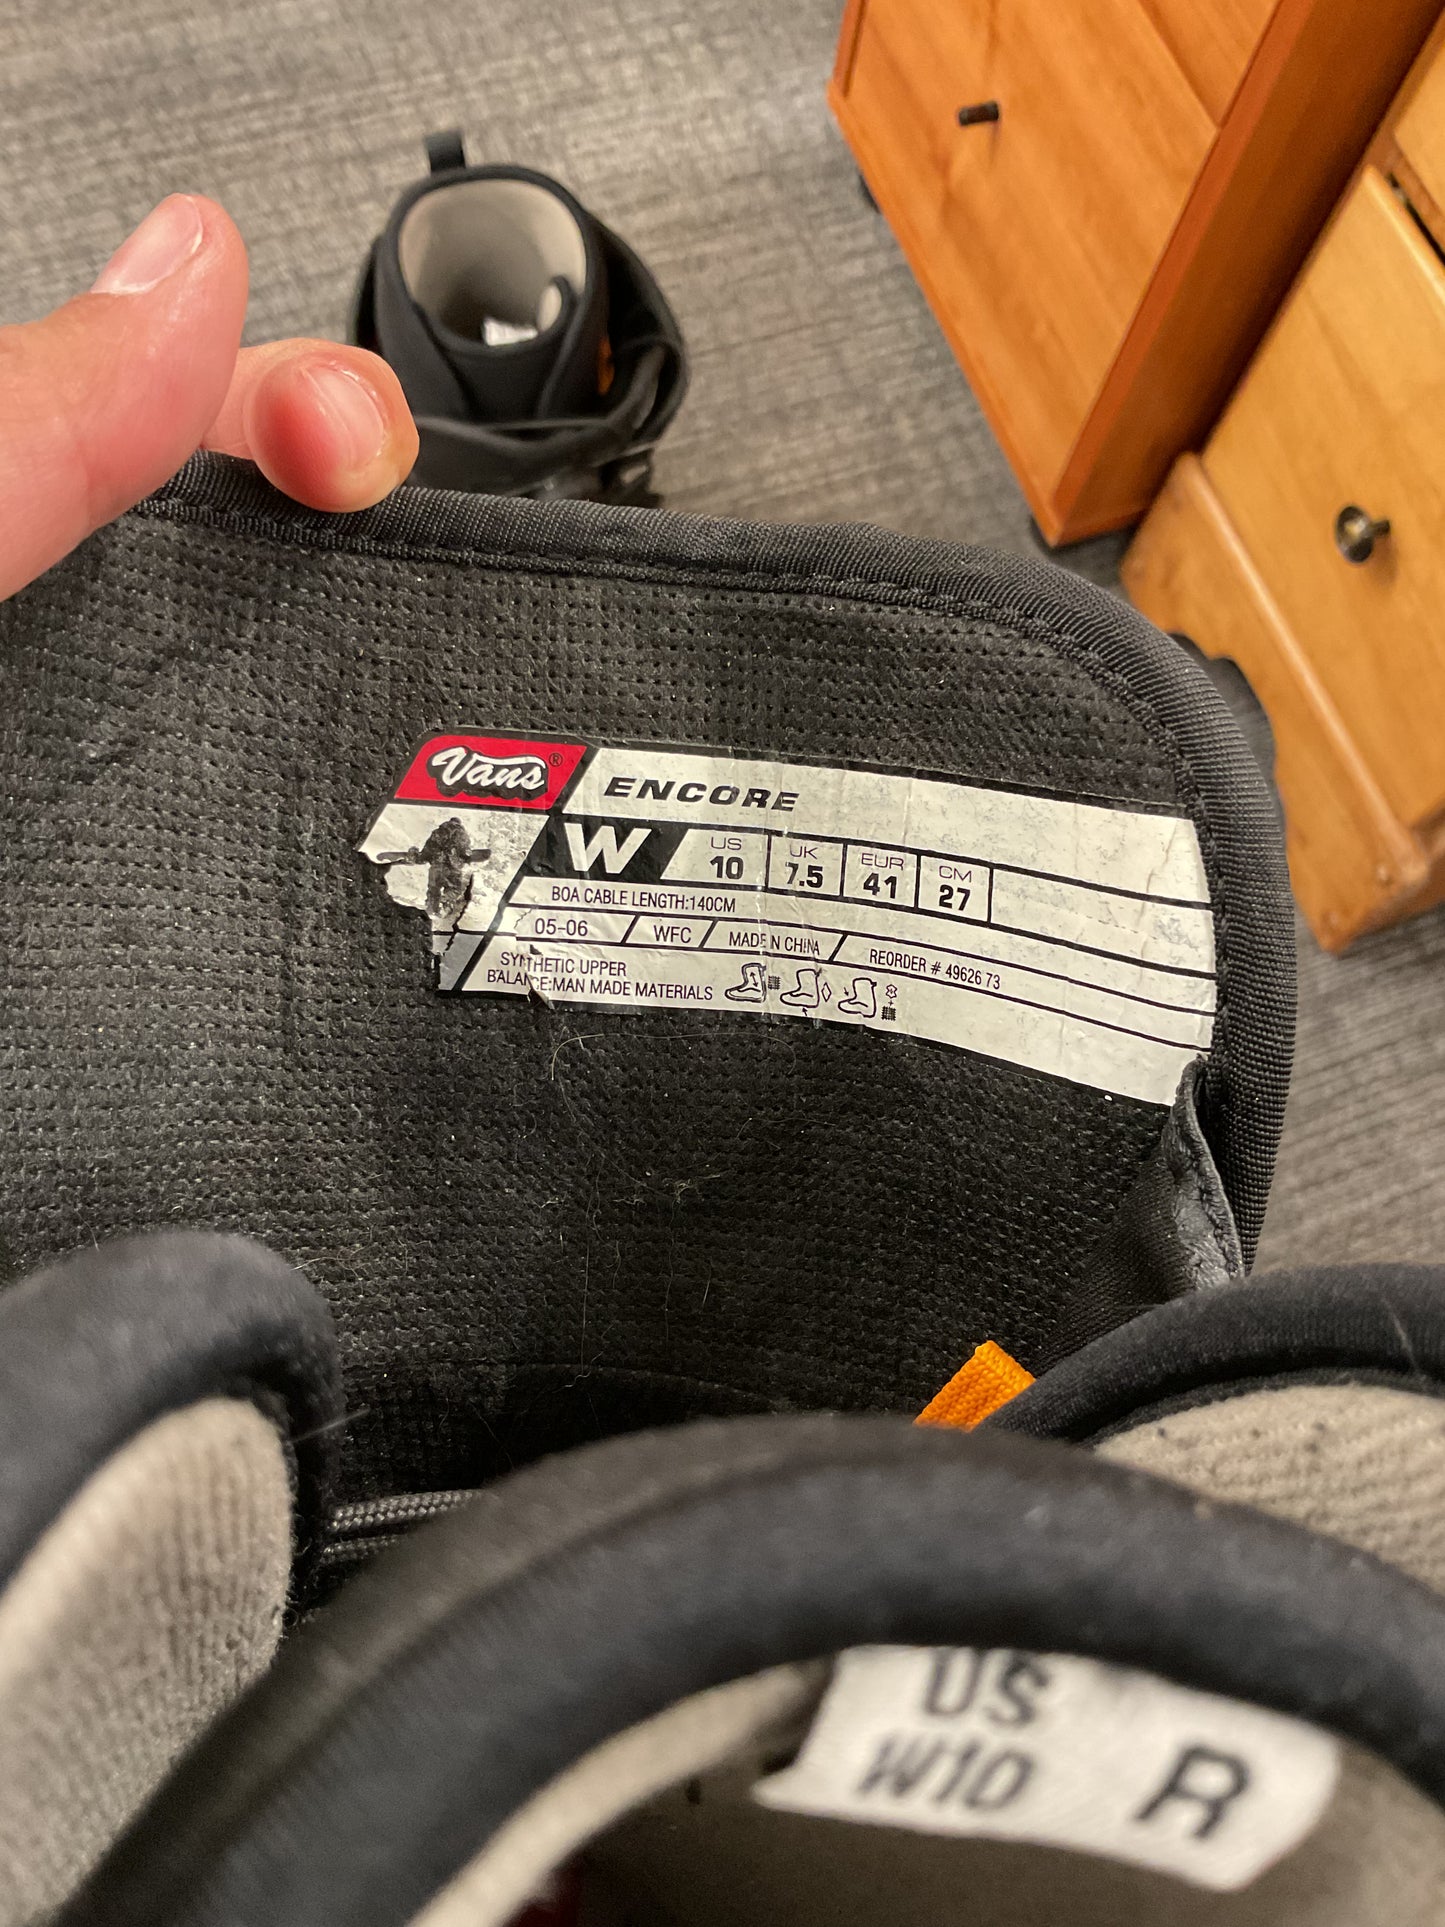 Vans®
ENCORE
W
US
10
UK
7.5
EUR
41
CM
27
BOA CABLE LENGTH:140CM
05-06 WFC MADE IN CHINA REORDER # 49626 73
SYNTHETIC UPPER
BALANCE:MAN MADE MATERIALS
US
W10 R